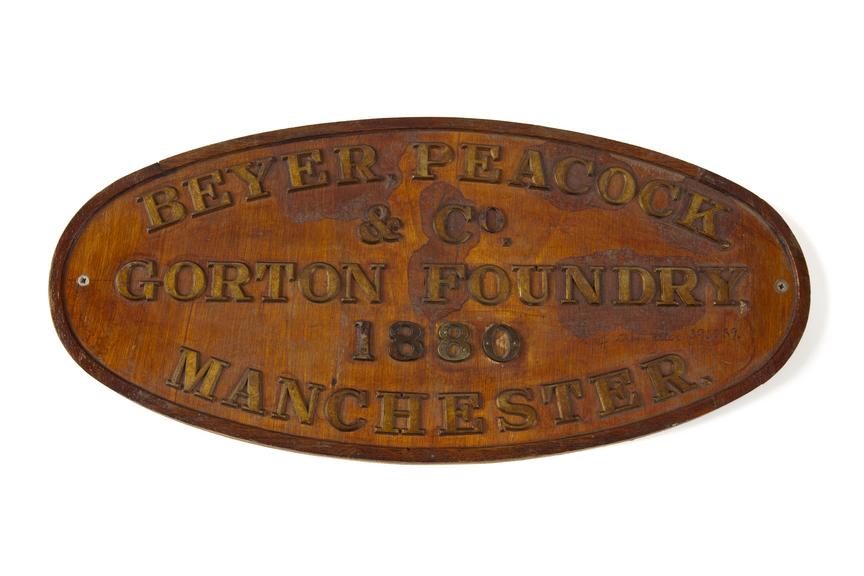 BEYER, PEACOCK
& Co.
GORTON FOUNDRY,
1880
MANCHESTER.